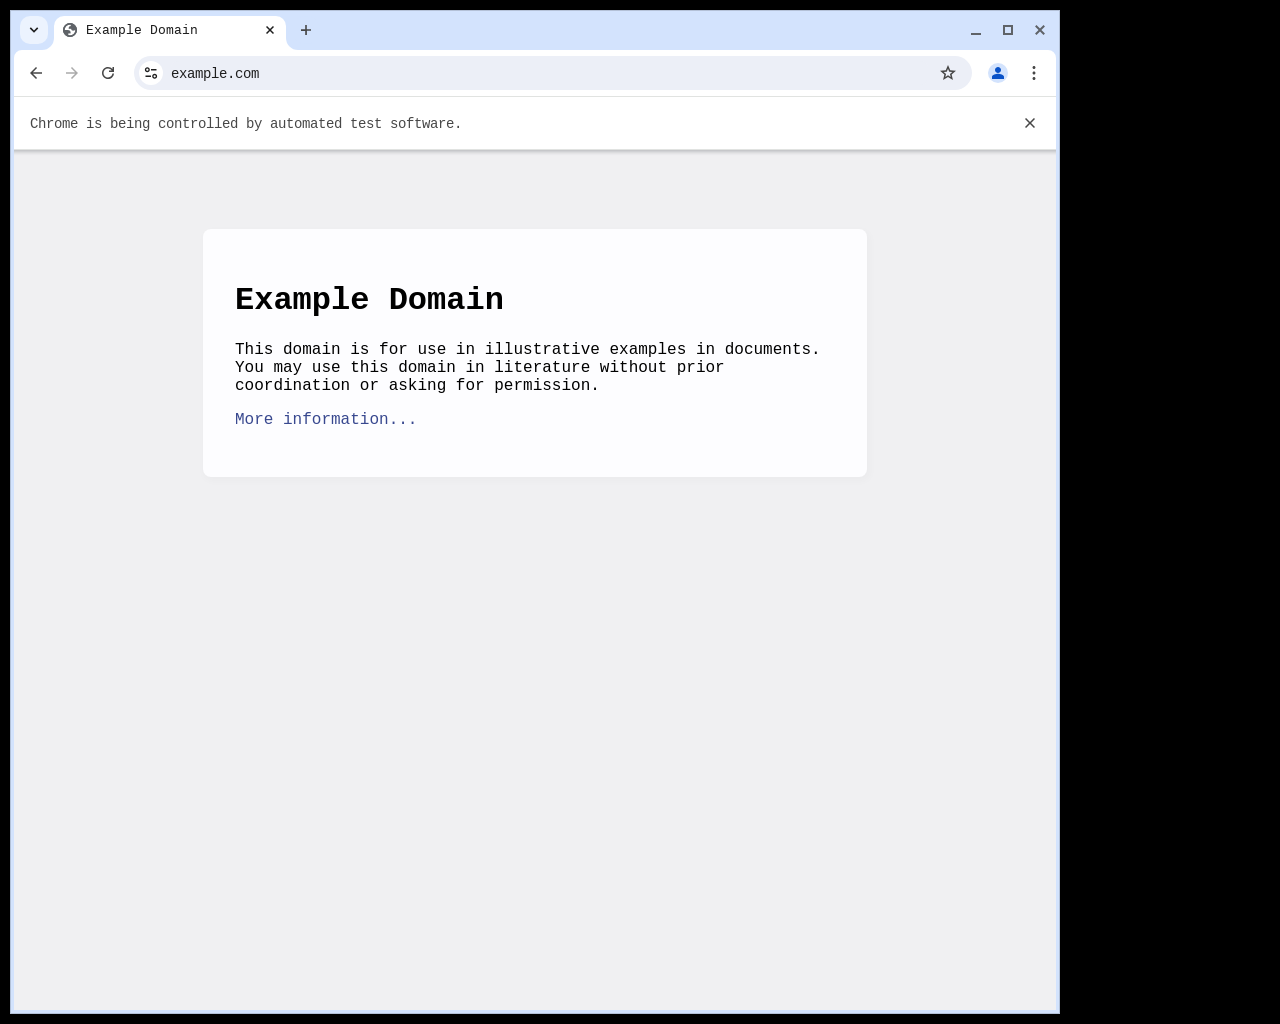 Example Domain
example.com
Chrome is being controlled by automated test software.
Example Domain
This domain is for use in illustrative examples in documents.
You may use this domain in literature without prior
coordination or asking for permission.
More information...